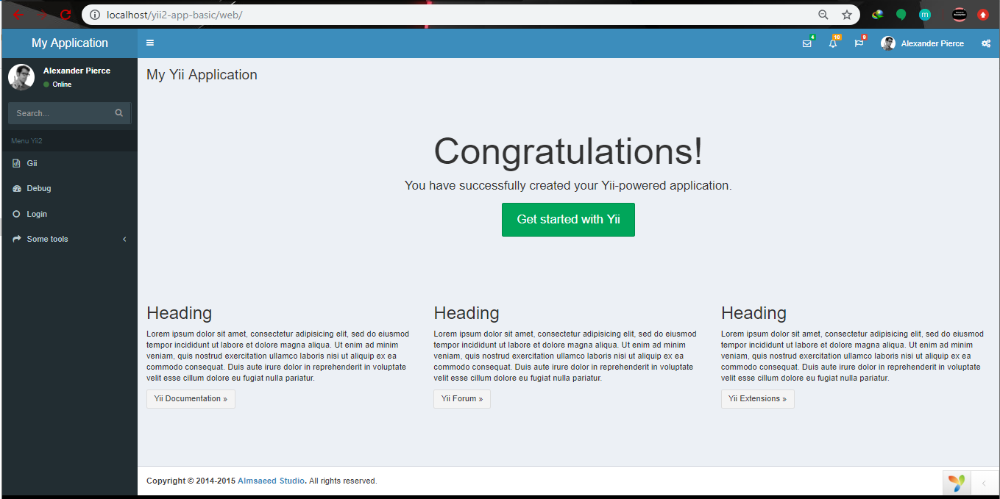 localhost/yii2-app-basic/web/
My Application
4
10
9
Alexander Pierce
Alexander Pierce
Online
Search...
Menu Yii2
Gii
Debug
Login
Some tools
My Yii Application
Congratulations!
You have successfully created your Yii-powered application.
Get started with Yii
Heading
Lorem ipsum dolor sit amet, consectetur adipisicing elit, sed do eiusmod
tempor incididunt ut labore et dolore magna aliqua. Ut enim ad minim
veniam, quis nostrud exercitation ullamco laboris nisi ut aliquip ex ea
commodo consequat. Duis aute irure dolor in reprehenderit in voluptate
velit esse cillum dolore eu fugiat nulla pariatur.
Yii Documentation »
Heading
Lorem ipsum dolor sit amet, consectetur adipisicing elit, sed do eiusmod
tempor incididunt ut labore et dolore magna aliqua. Ut enim ad minim
veniam, quis nostrud exercitation ullamco laboris nisi ut aliquip ex ea
commodo consequat. Duis aute irure dolor in reprehenderit in voluptate
velit esse cillum dolore eu fugiat nulla pariatur.
Yii Forum »
Heading
Lorem ipsum dolor sit amet, consectetur adipisicing elit, sed do eiusmod
tempor incididunt ut labore et dolore magna aliqua. Ut enim ad minim
veniam, quis nostrud exercitation ullamco laboris nisi ut aliquip ex ea
commodo consequat. Duis aute irure dolor in reprehenderit in voluptate
velit esse cillum dolore eu fugiat nulla pariatur.
Yii Extensions »
Copyright © 2014-2015 Almsaeed Studio. All rights reserved.